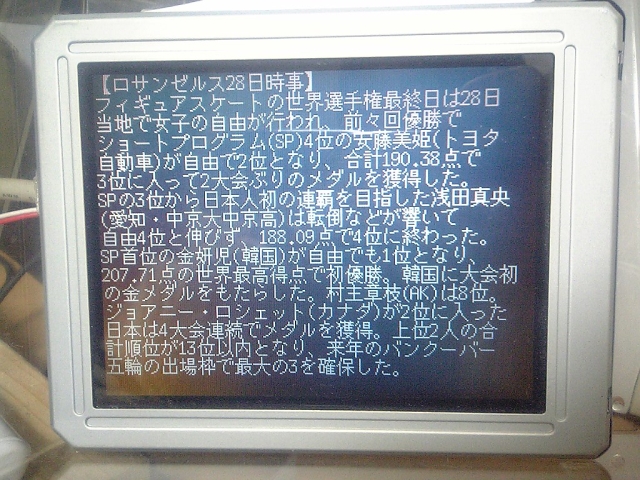 【ロサンゼルス28日時事】
フィギュアスケートの世界選手権最終日は28日
当地で女子の自由が行われ、前々回優勝で
ショートプログラム(SP)4位の安藤美姫(トヨタ
自動車)が自由で2位となり、合計190.38点で
3位に入って2大会ぶりのメダルを獲得した。
SPの3位から日本人初の連覇を目指した浅田真央
(愛知・中京大中京高)は転倒などが響いて
自由4位と伸びず、188.09点で4位に終わった。
SP首位の金妍児(韓国)が自由でも1位となり、
207.71点の世界最高得点で初優勝。韓国に大会初
の金メダルをもたらした。村主章枝(AK)は8位。
ジョアニー・ロシェット(カナダ)が2位に入った
日本は4大会連続でメダルを獲得。上位2人の合
計順位が13位以内となり、来年のバンクーバー
五輪の出場枠で最大の3を確保した。